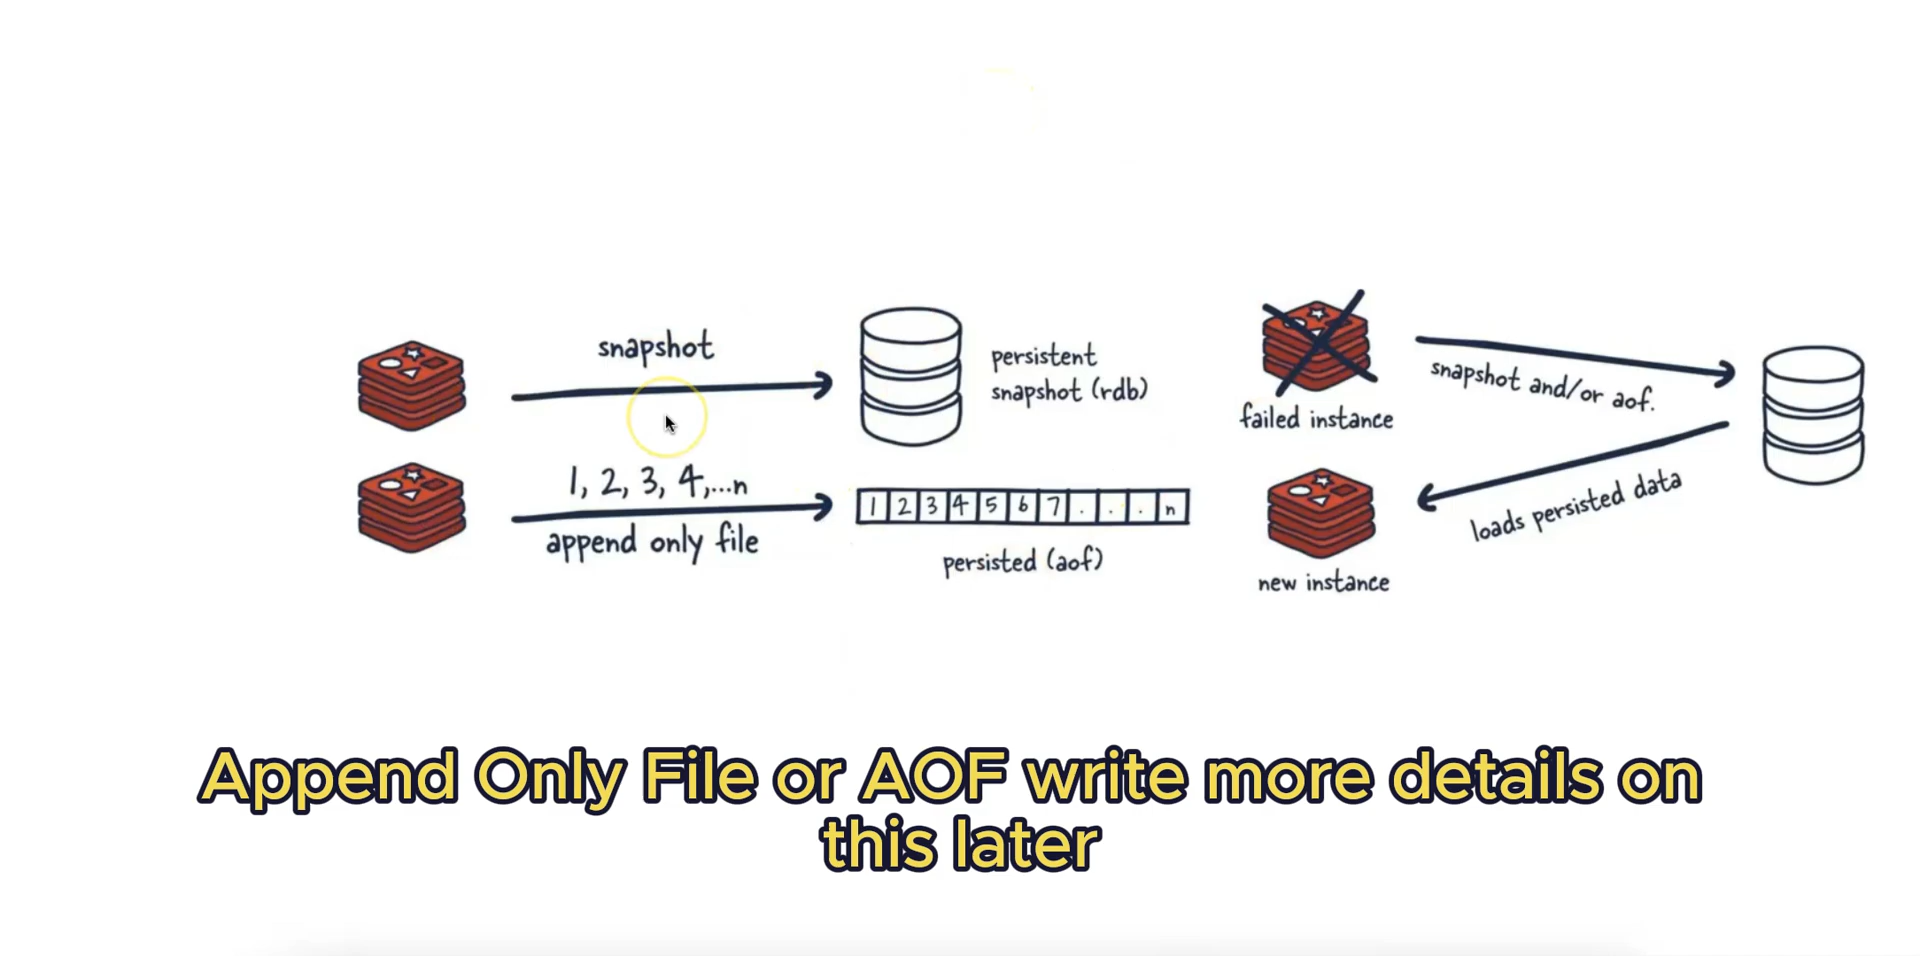 snapshot
persistent
snapshot (rdb)
1, 2, 3, 4,...n
append only file
1 2 3 4 5 6 7 . . . n
persisted (aof)
failed instance
snapshot and/or aof.
loads persisted data
new instance
Append Only File or AOF write more details on
this later